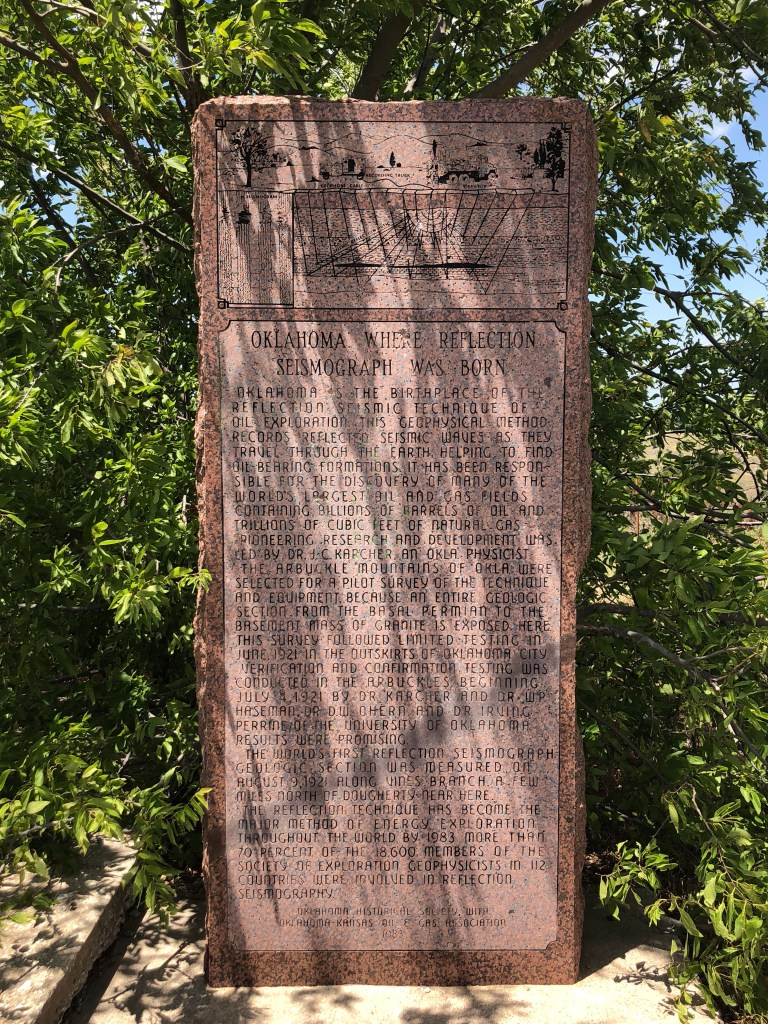 RECORDING TRUCK
OKLAHOMA WHERE REFLECTION
SEISMOGRAPH WAS BORN
OKLAHOMA IS THE BIRTHPLACE OF THE
REFLECTION SEISMIC TECHNIQUE OF
OIL EXPLORATION. THIS GEOPHYSICAL METHOD
RECORDS REFLECTED SEISMIC WAVES AS THEY
TRAVEL THROUGH THE EARTH, HELPING TO FIND
OIL-BEARING FORMATIONS. IT HAS BEEN RESPON-
SIBLE FOR THE DISCOVERY OF MANY OF THE
WORLD'S LARGEST OIL AND GAS FIELDS
CONTAINING BILLIONS OF BARRELS OF OIL AND
TRILLIONS OF CUBIC FEET OF NATURAL GAS.
PIONEERING RESEARCH AND DEVELOPMENT WAS
LED BY DR. J.C. KARCHER, AN OKLA. PHYSICIST.
THE ARBUCKLE MOUNTAINS OF OKLA. WERE
SELECTED FOR A PILOT SURVEY OF THE TECHNIQUE
AND EQUIPMENT, BECAUSE AN ENTIRE GEOLOGIC
SECTION FROM THE BASAL PERMIAN TO THE
BASEMENT MASS OF GRANITE IS EXPOSED HERE.
THIS SURVEY FOLLOWED LIMITED TESTING IN
JUNE, 1921 IN THE OUTSKIRTS OF OKLAHOMA CITY.
VERIFICATION AND CONFIRMATION TESTING WAS
CONDUCTED IN THE ARBUCKLES BEGINNING
JULY 4, 1921 BY DR. KARCHER AND DR. W.P.
HASEMAN, DR. D.W. OHERN AND DR. IRVING
PERRINE OF THE UNIVERSITY OF OKLAHOMA.
RESULTS WERE PROMISING.
THE WORLD'S FIRST REFLECTION SEISMOGRAPH
GEOLOGIC SECTION WAS MEASURED ON
AUGUST 9, 1921 ALONG VINES BRANCH, A FEW
MILES NORTH OF DOUGHERTY NEAR HERE.
THE REFLECTION TECHNIQUE HAS BECOME THE
MAJOR METHOD OF ENERGY EXPLORATION
THROUGHOUT THE WORLD. BY 1983 MORE THAN
70 PERCENT OF THE 18,600 MEMBERS OF THE
SOCIETY OF EXPLORATION GEOPHYSICISTS IN 112
COUNTRIES WERE INVOLVED IN REFLECTION
SEISMOGRAPHY.
OKLAHOMA HISTORICAL SOCIETY WITH
OKLAHOMA-KANSAS OIL & GAS ASSOCIATION